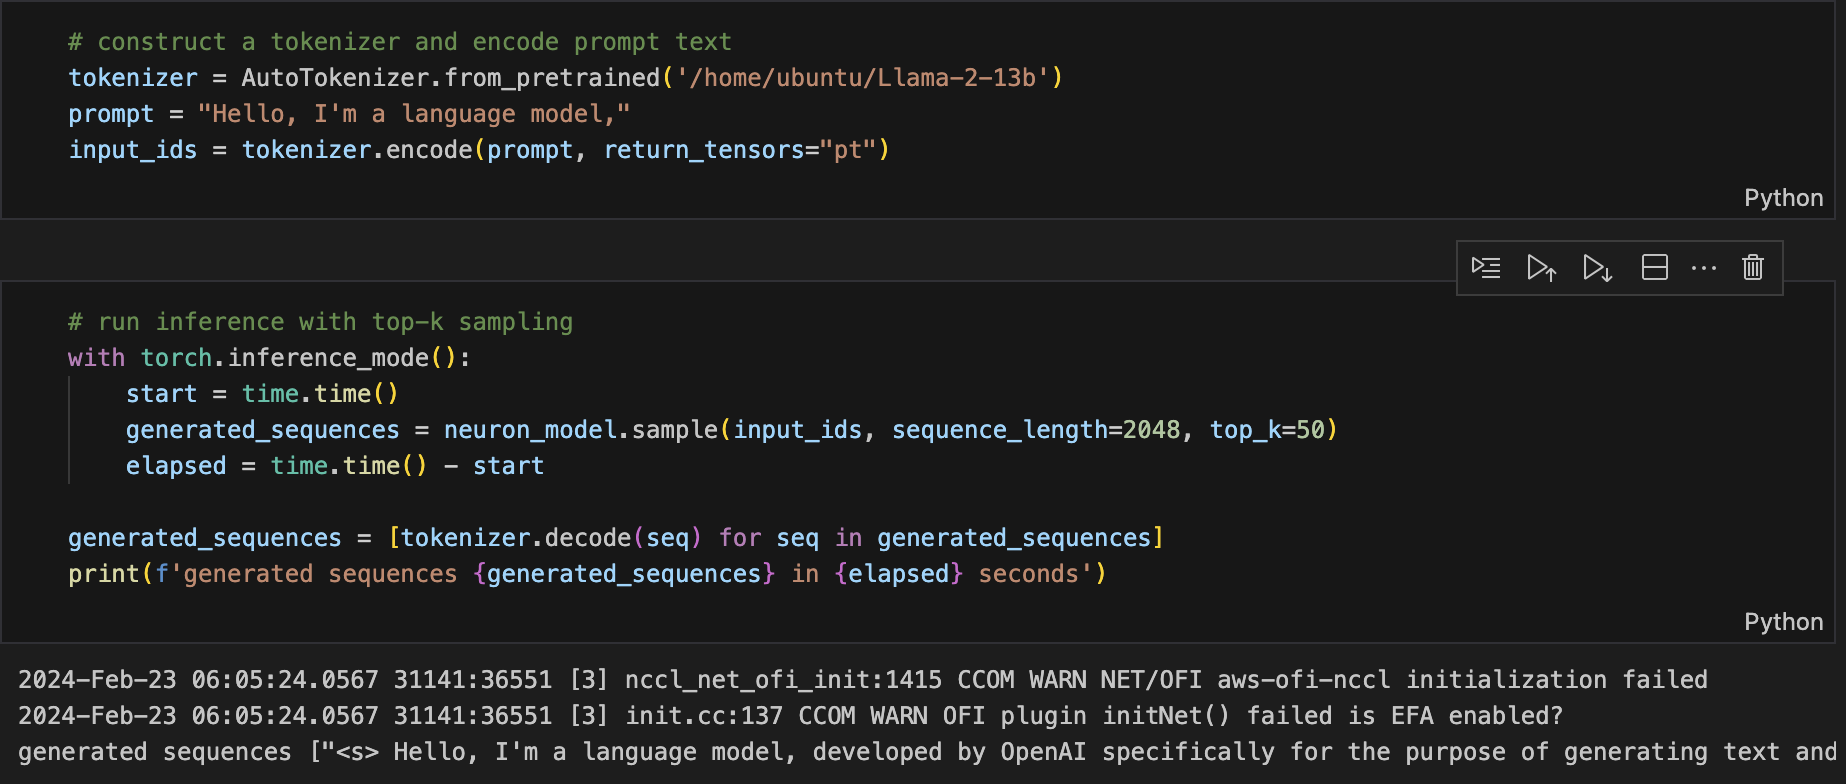 # construct a tokenizer and encode prompt text
tokenizer = AutoTokenizer.from_pretrained('/home/ubuntu/Llama-2-13b')
prompt = "Hello, I'm a language model,"
input_ids = tokenizer.encode(prompt, return_tensors="pt")
Python
# run inference with top-k sampling
with torch.inference_mode():
    start = time.time()
    generated_sequences = neuron_model.sample(input_ids, sequence_length=2048, top_k=50)
    elapsed = time.time() - start
generated_sequences = [tokenizer.decode(seq) for seq in generated_sequences]
print(f'generated sequences {generated_sequences} in {elapsed} seconds')
Python
2024-Feb-23 06:05:24.0567 31141:36551 [3] nccl_net_ofi_init:1415 CCOM WARN NET/OFI aws-ofi-nccl initialization failed
2024-Feb-23 06:05:24.0567 31141:36551 [3] init.cc:137 CCOM WARN OFI plugin initNet() failed is EFA enabled?
generated sequences ["<s> Hello, I'm a language model, developed by OpenAI specifically for the purpose of generating text and